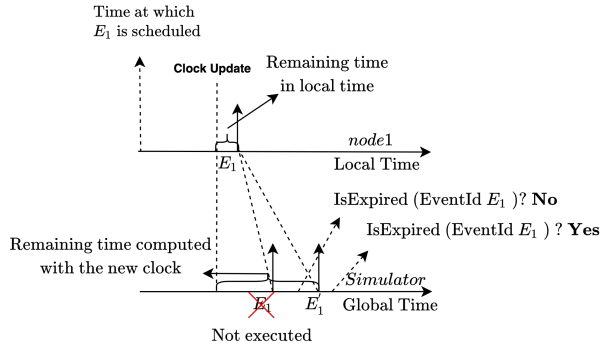 Time at which
E₁ is scheduled
Clock Update
Remaining time
in local time
node1
E₁
Local Time
IsExpired (EventId E₁ )? No
IsExpired (EventId E₁ ) ? Yes
Remaining time computed
with the new clock
Simulator
E₁
E₁
Global Time
Not executed